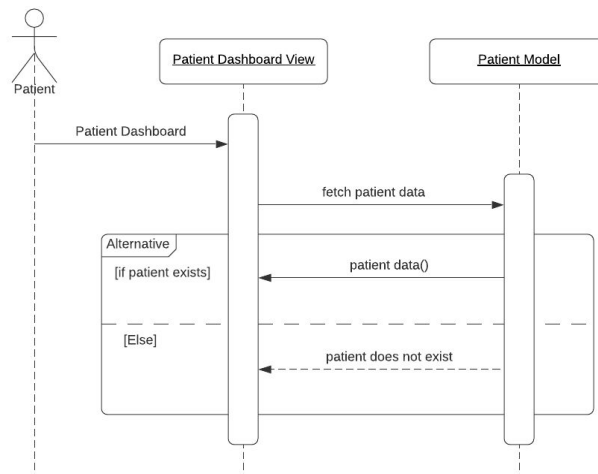 Patient Dashboard View
Patient Model
Patient
Patient Dashboard
fetch patient data
Alternative
[if patient exists]
patient data()
[Else]
patient does not exist